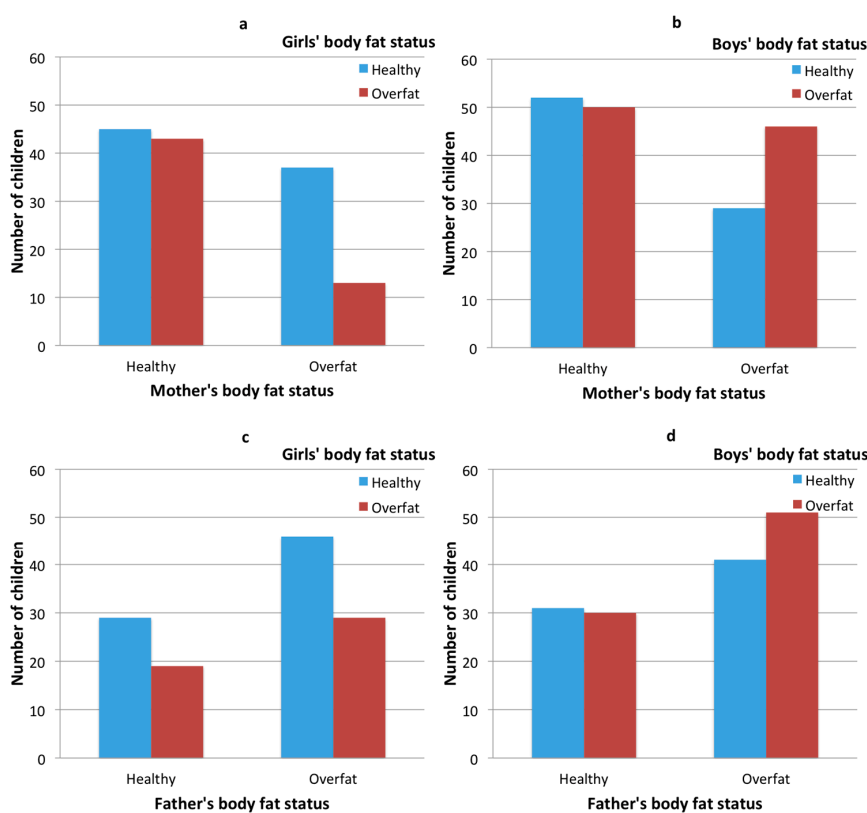 a
Girls' body fat status
Healthy
Overfat
60
50
40
30
20
10
0
Number of children
Healthy
Overfat
Mother's body fat status
b
Boys' body fat status
Healthy
Overfat
60
50
40
30
20
10
0
Number of children
Healthy
Overfat
Mother's body fat status
c
Girls' body fat status
Healthy
Overfat
60
50
40
30
20
10
0
Number of children
Healthy
Overfat
Father's body fat status
d
Boys' body fat status
Healthy
Overfat
60
50
40
30
20
10
0
Number of children
Healthy
Overfat
Father's body fat status